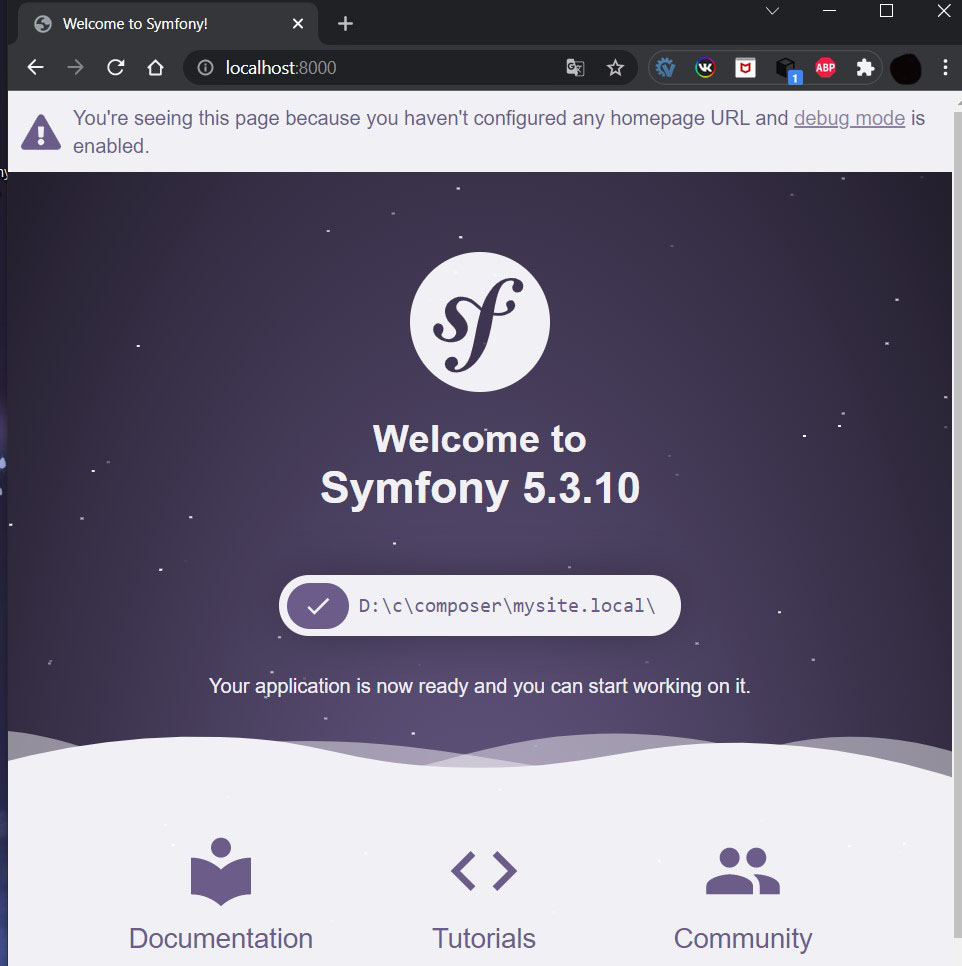 Welcome to Symfony!
localhost:8000
1
ABP
You're seeing this page because you haven't configured any homepage URL and debug mode is
enabled.
sf
Welcome to
Symfony 5.3.10
D:\c\composer\mysite.local\
Your application is now ready and you can start working on it.
Documentation
Tutorials
Community